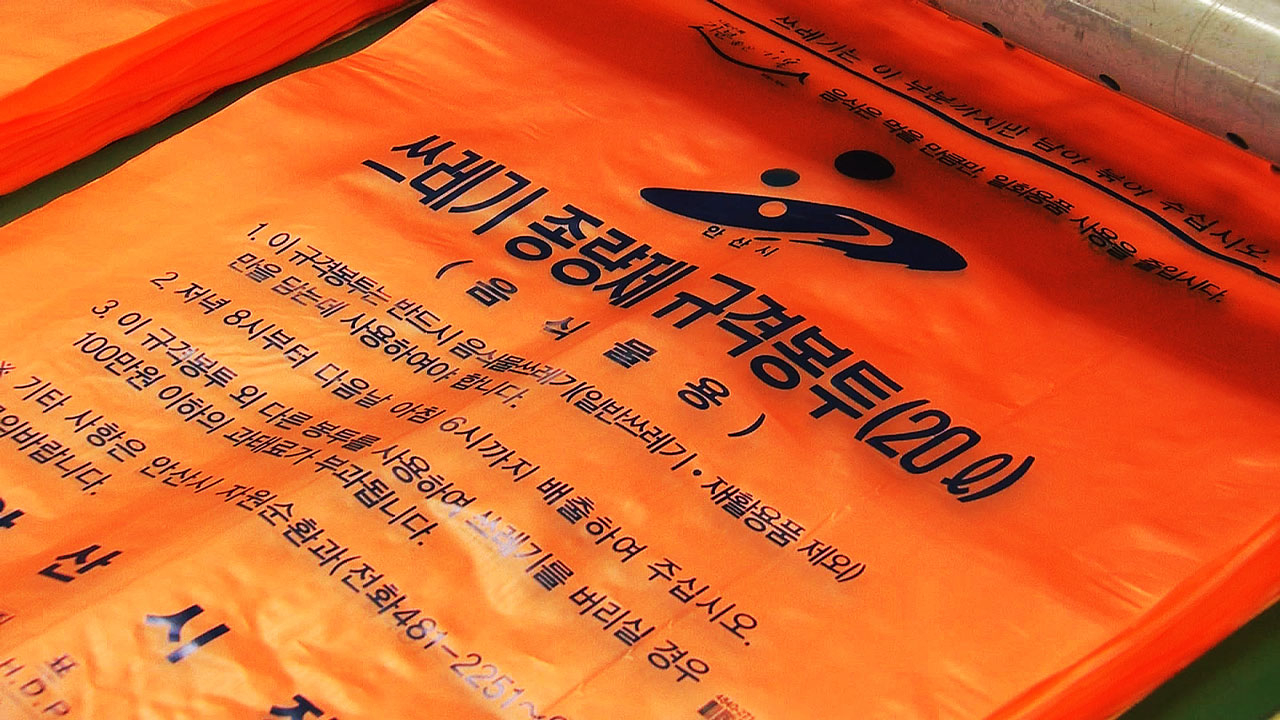 쓰레기는 이 부분까지만 담아 묶어 주십시오.
음식은 먹을 만큼만, 일회용품 사용을 줄입시다.
안산시
쓰레기 종량제 규격봉투(20ℓ)
( 음 식 물 용 )
1. 이 규격봉투는 반드시 음식물쓰레기(일반쓰레기 · 재활용품 제외)
만을 담는데 사용하여야 합니다.
2. 저녁 8시부터 다음날 아침 6시까지 배출하여 주십시오.
3. 이 규격봉투 외 다른 봉투를 사용하여 쓰레기를 버리실 경우
100만원 이하의 과태료가 부과됩니다.
※ 기타 사항은 안산시 자원순환과(전화481-2251~
바랍니다.
안 산 시
표
H.D.P